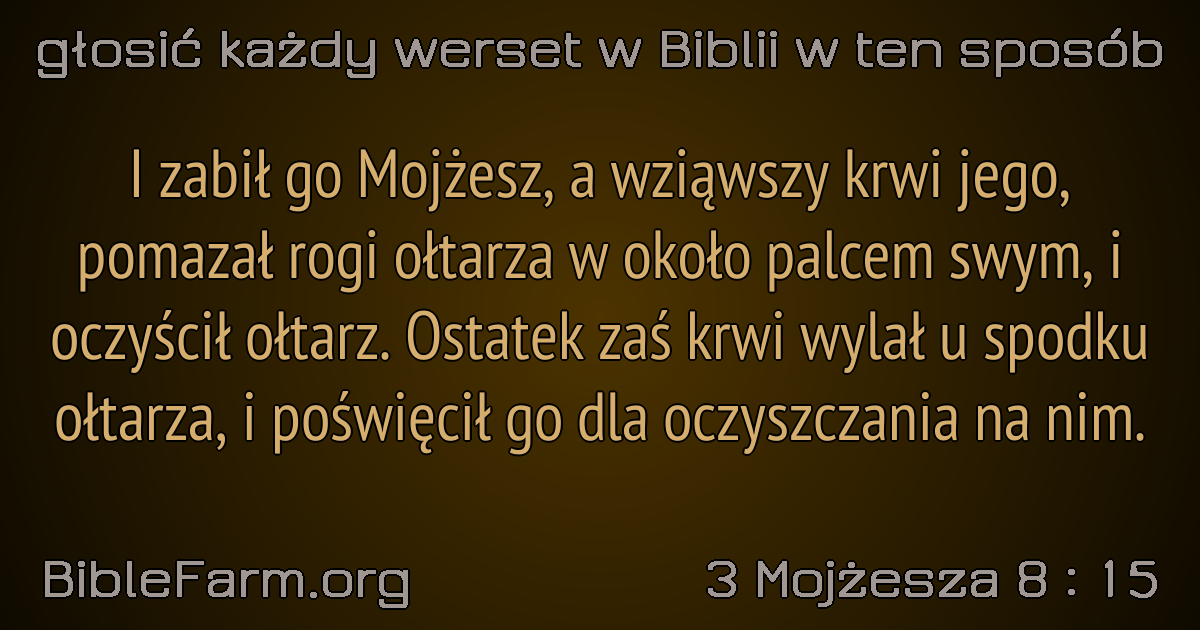 głosić każdy werset w Biblii w ten sposób
I zabił go Mojżesz, a wziąwszy krwi jego,
pomazał rogi ołtarza w około palcem swym, i
oczyścił ołtarz. Ostatek zaś krwi wylał u spodku
ołtarza, i poświęcił go dla oczyszczania na nim.
BibleFarm.org
3 Mojżesza 8 : 15